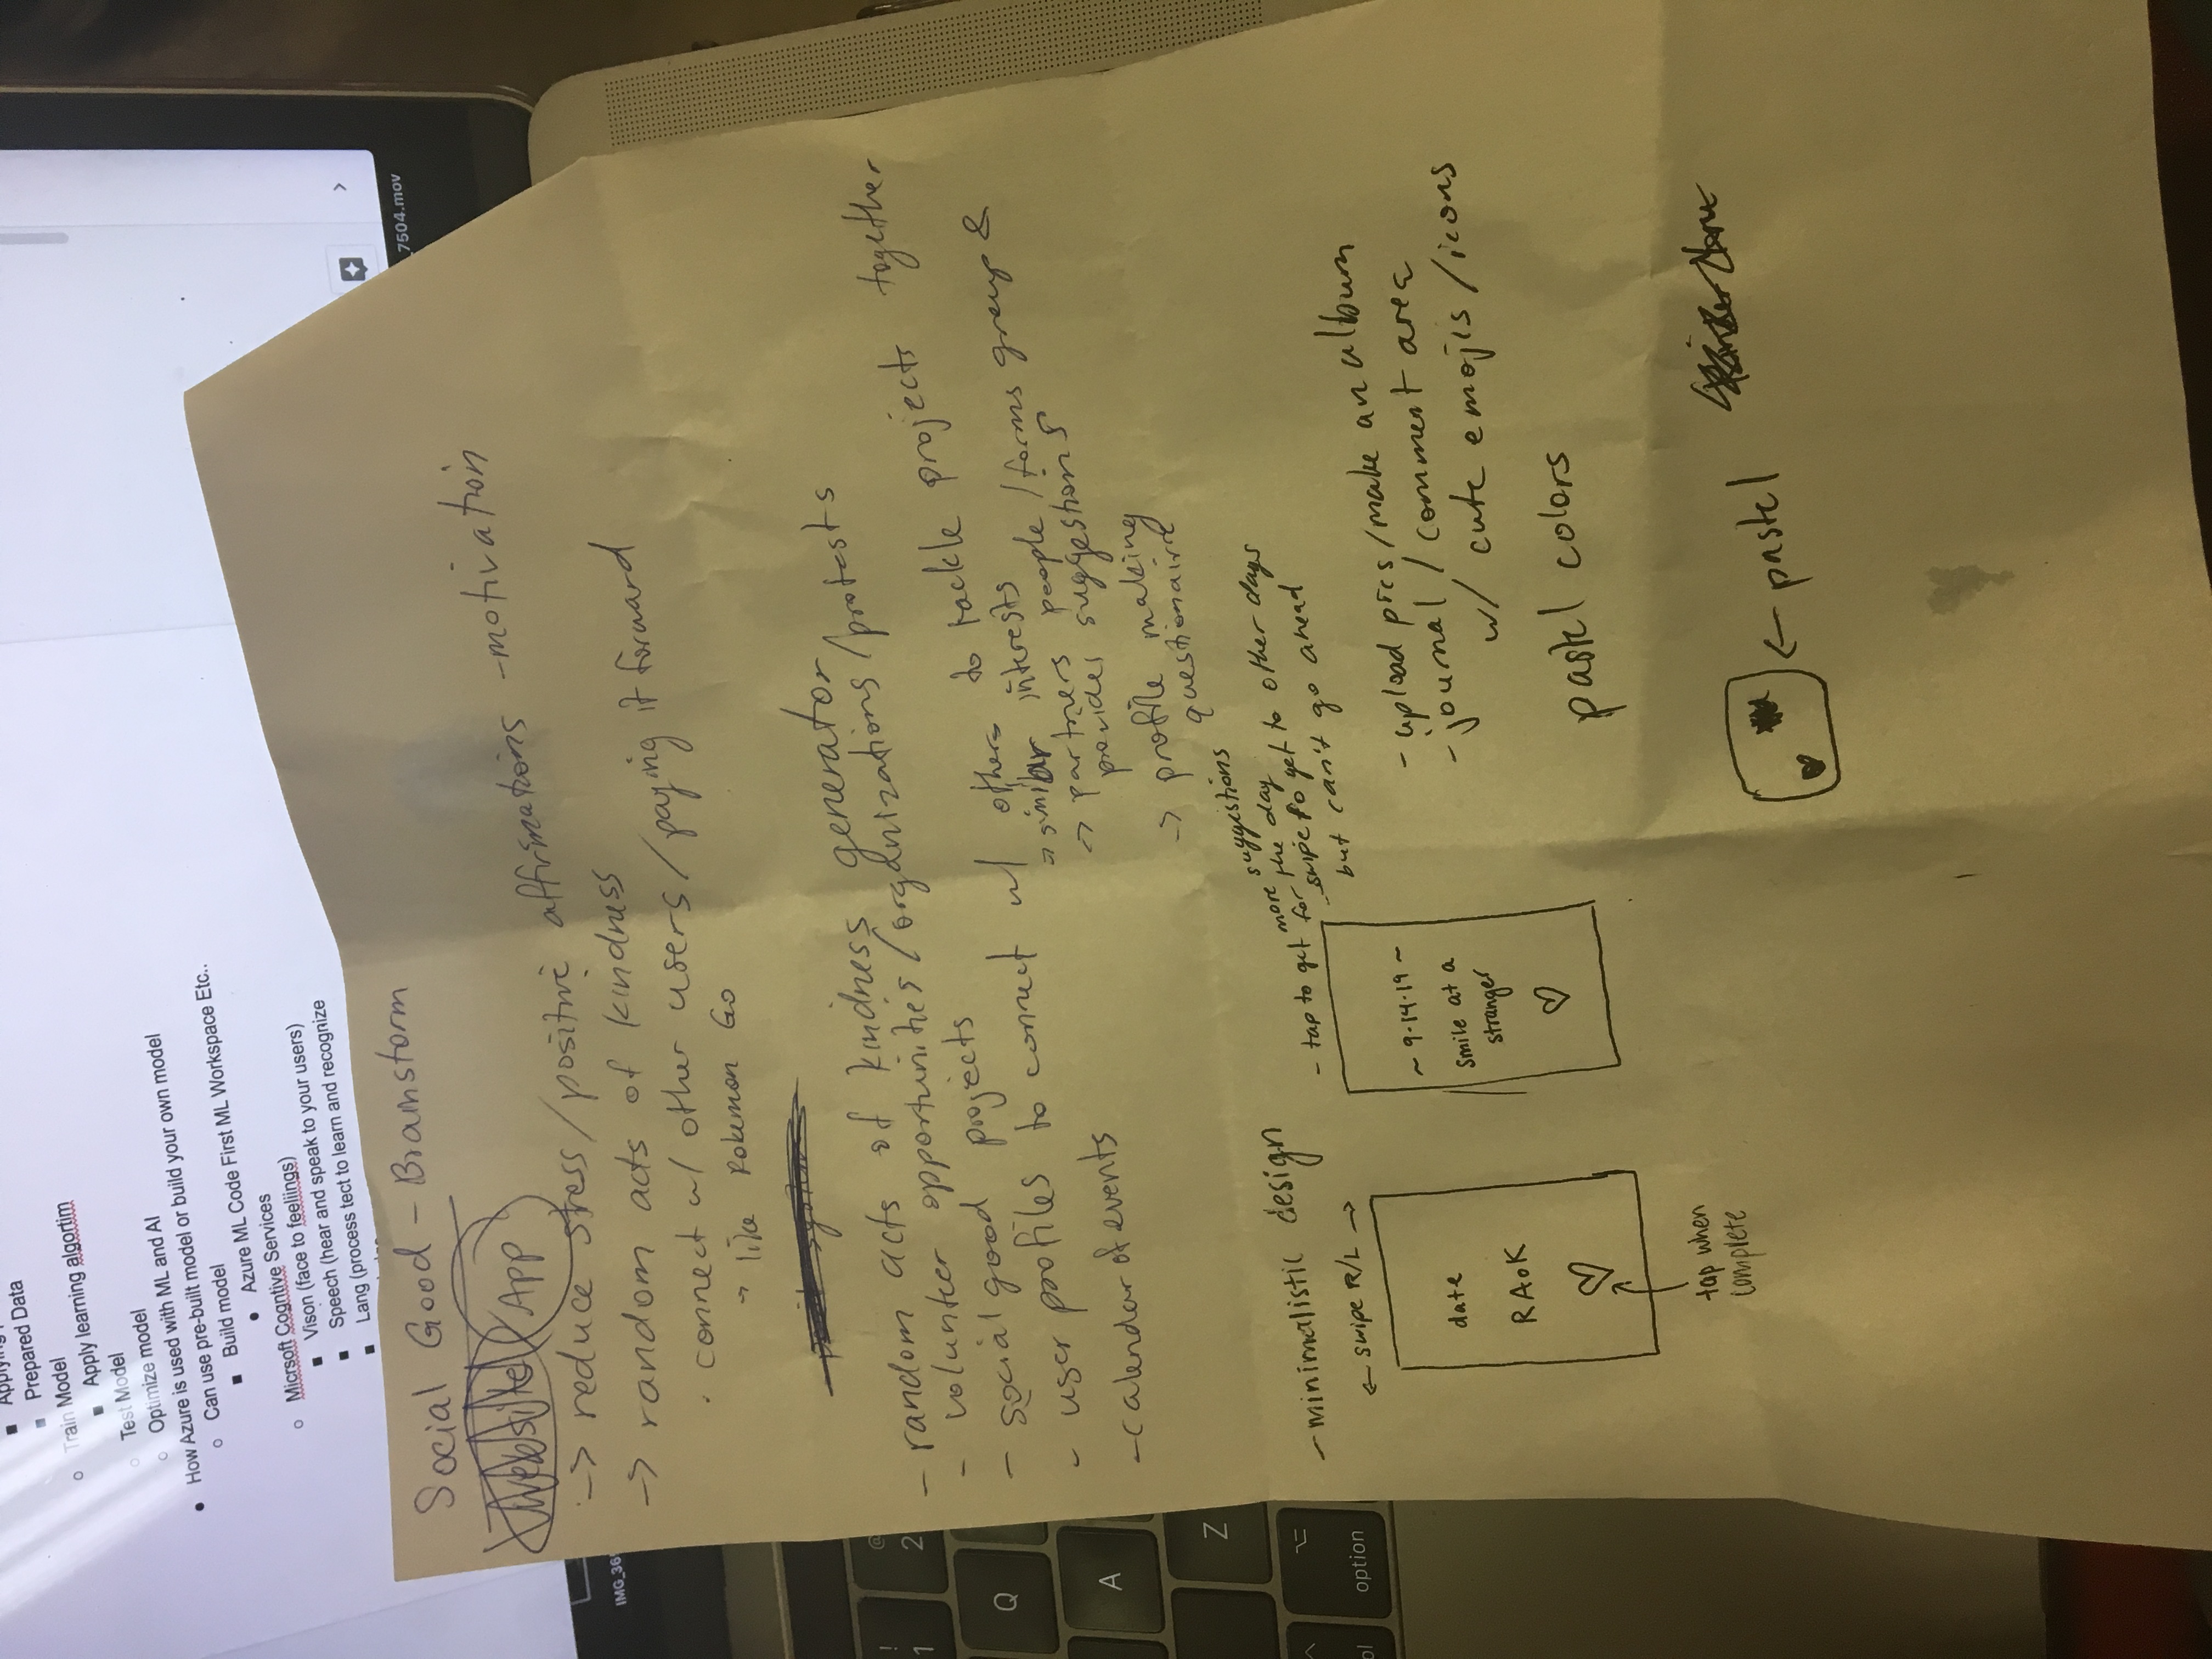 Prepared Data
Train Model
Apply learning algortim
Test Model
Optimize model
How Azure is used with ML and AI
Can use pre-built model or build your own model
Build model
Azure ML Code First ML Workspace Etc..
Micrsoft Cogntive Services
Vison (face to feeliings)
Speech (hear and speak to your users)
Lang (process tect to learn and recognize
_7504.mov
IMG_36
Social Good - Brainstorm
Website App
-> reduce stress/positive affirmations -motivation
-> random acts of kindness
· connect w/ other users/paying it forward
→ like Pokemon Go
system
- random acts of kindness generator
- volunteer opportunities/organizations/protests
- social good projects
- user profiles to connect w/ others to tackle projects together
→ similar interests
-> partners people/forms group &
provides suggestions
-> profile making
questionairre
- calendar of events
- minimalistic design
← swipe R/L →
date
RAoK
♡
tap when
complete
- tap to get more suggestions
for the day
- swipe to get to other days
but can't go ahead
~ 9.14.19 ~
Smile at a
stranger
♡
- upload pics/make an album
- journal/comment area
w/ cute emojis/icons
pastel colors
← pastel
!
1
@
2
Q
A
Z
option